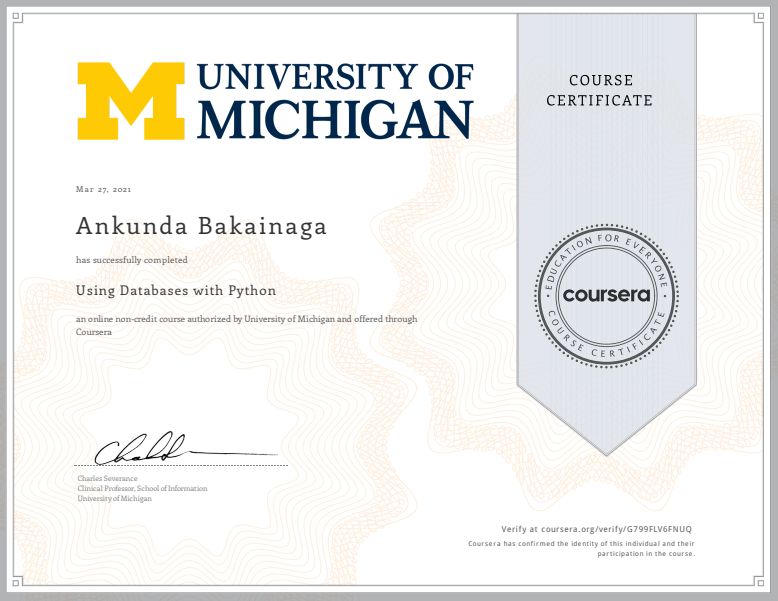 UNIVERSITY OF
MICHIGAN
COURSE
CERTIFICATE
Mar 27, 2021
Ankunda Bakainaga
has successfully completed
Using Databases with Python
an online non-credit course authorized by University of Michigan and offered through
Coursera
EDUCATION FOR EVERYONE
coursera
COURSE CERTIFICATE
Charles Severance
Clinical Professor, School of Information
University of Michigan
Verify at coursera.org/verify/G799FLV6FNUQ
Coursera has confirmed the identity of this individual and their
participation in the course.